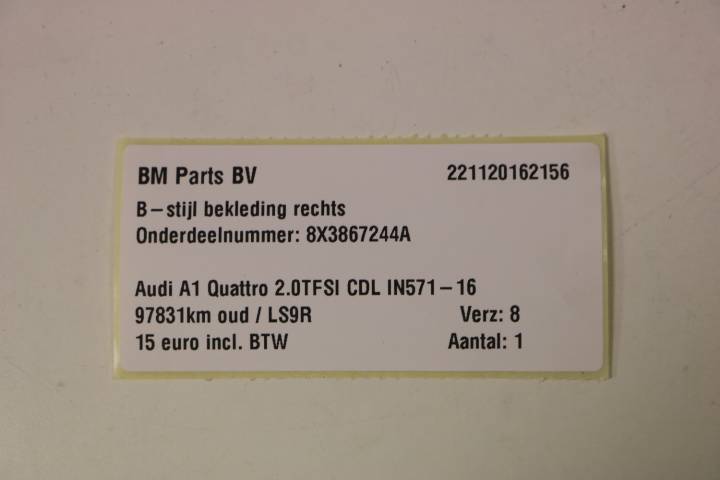 BM Parts BV 221120162156
B-stijl bekleding rechts
Onderdeelnummer: 8X3867244A
Audi A1 Quattro 2.0TFSI CDL IN571-16
97831km oud / LS9R Verz: 8
15 euro incl. BTW Aantal: 1